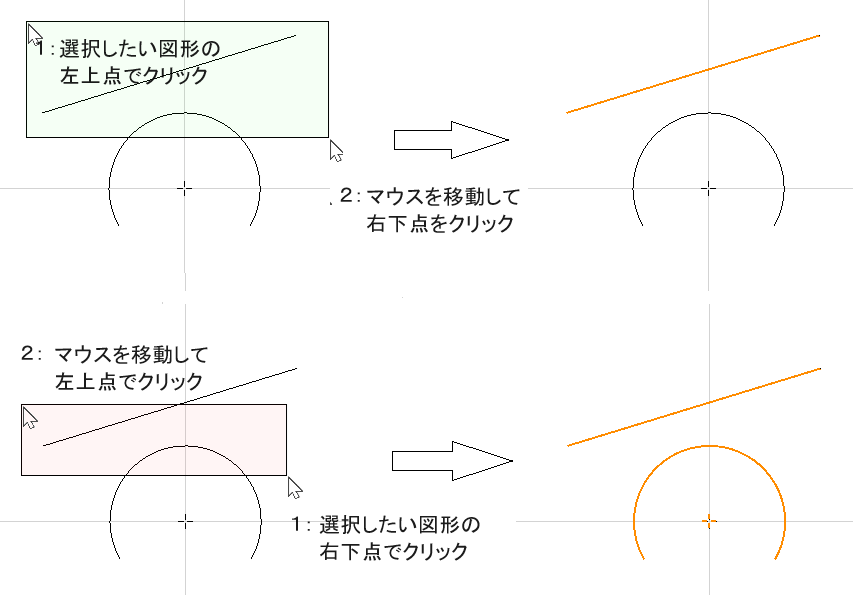 1：選択したい図形の
左上点でクリック
2：マウスを移動して
右下点をクリック
2： マウスを移動して
左上点でクリック
1：選択したい図形の
右下点でクリック